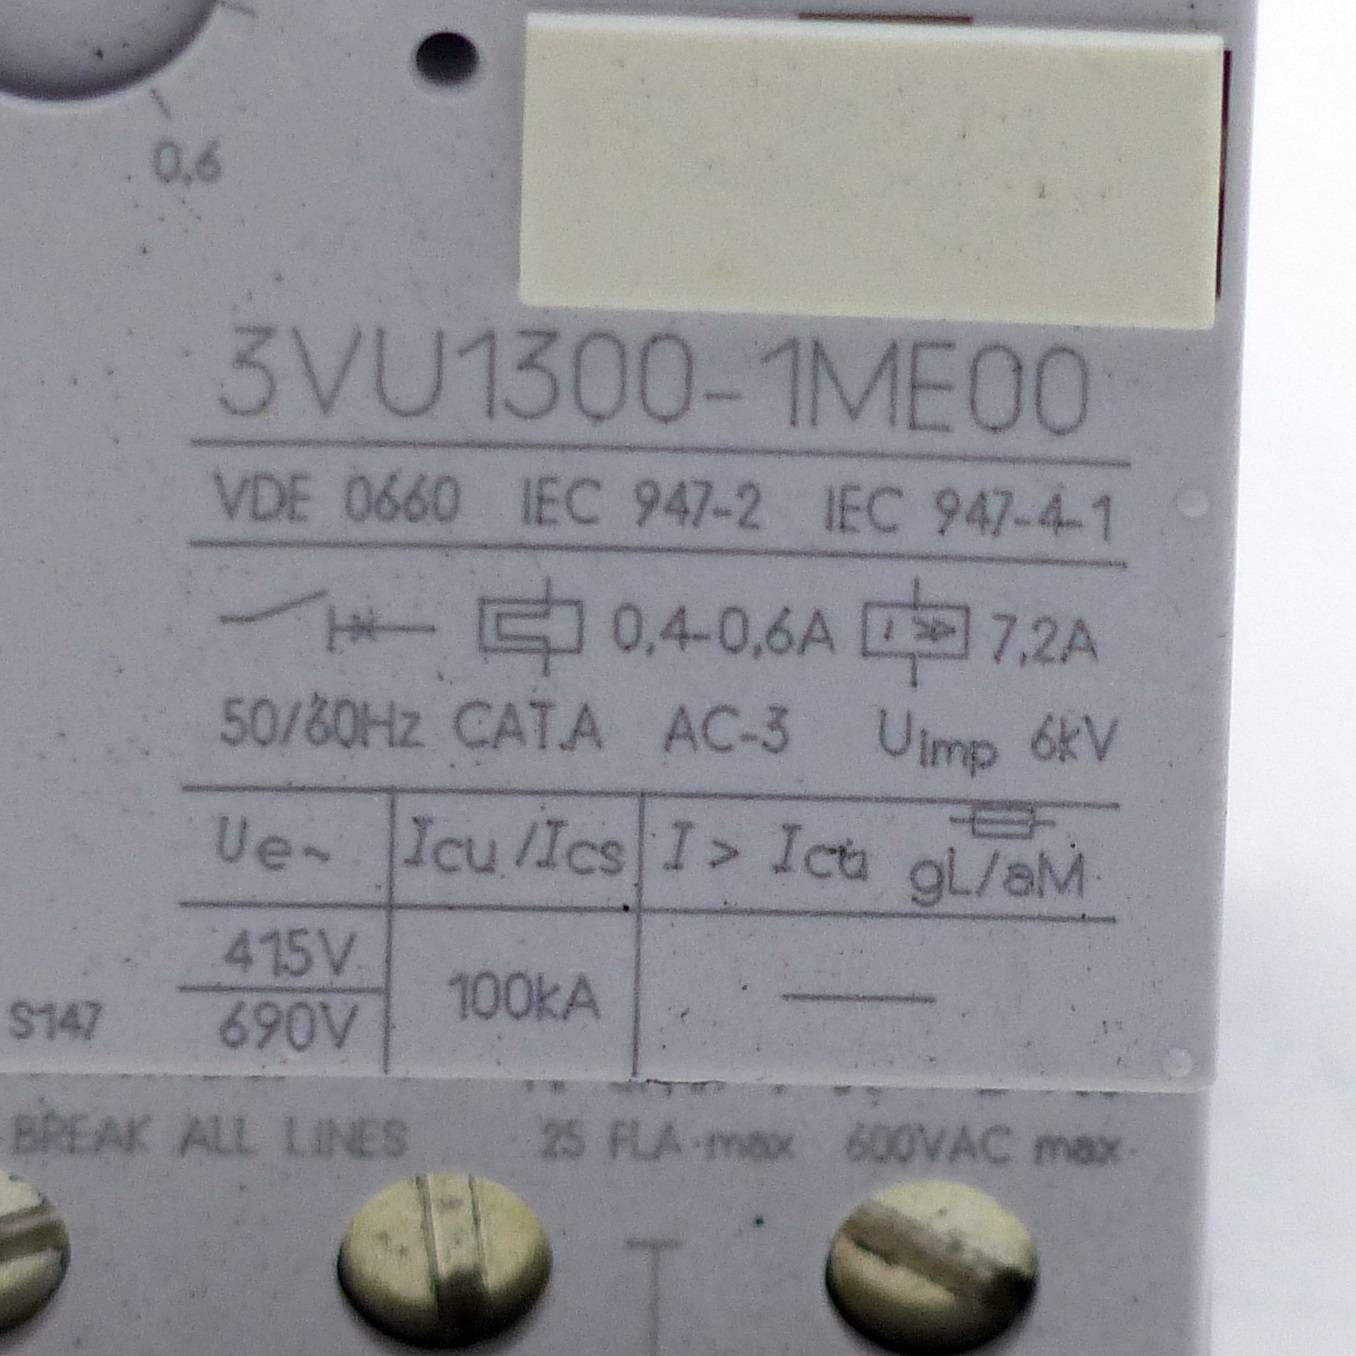 0,6
3VU1300-1ME00
VDE 0660 IEC 947-2 IEC 947-4-1
0,4-0,6A I >> 7,2A
50/60Hz CAT.A AC-3 Uimp 6kV
Ue~ Icu/Ics I > Icu gL/aM
415V
100kA —
S147 690V
BREAK ALL LINES 25 FLA max 600VAC max.